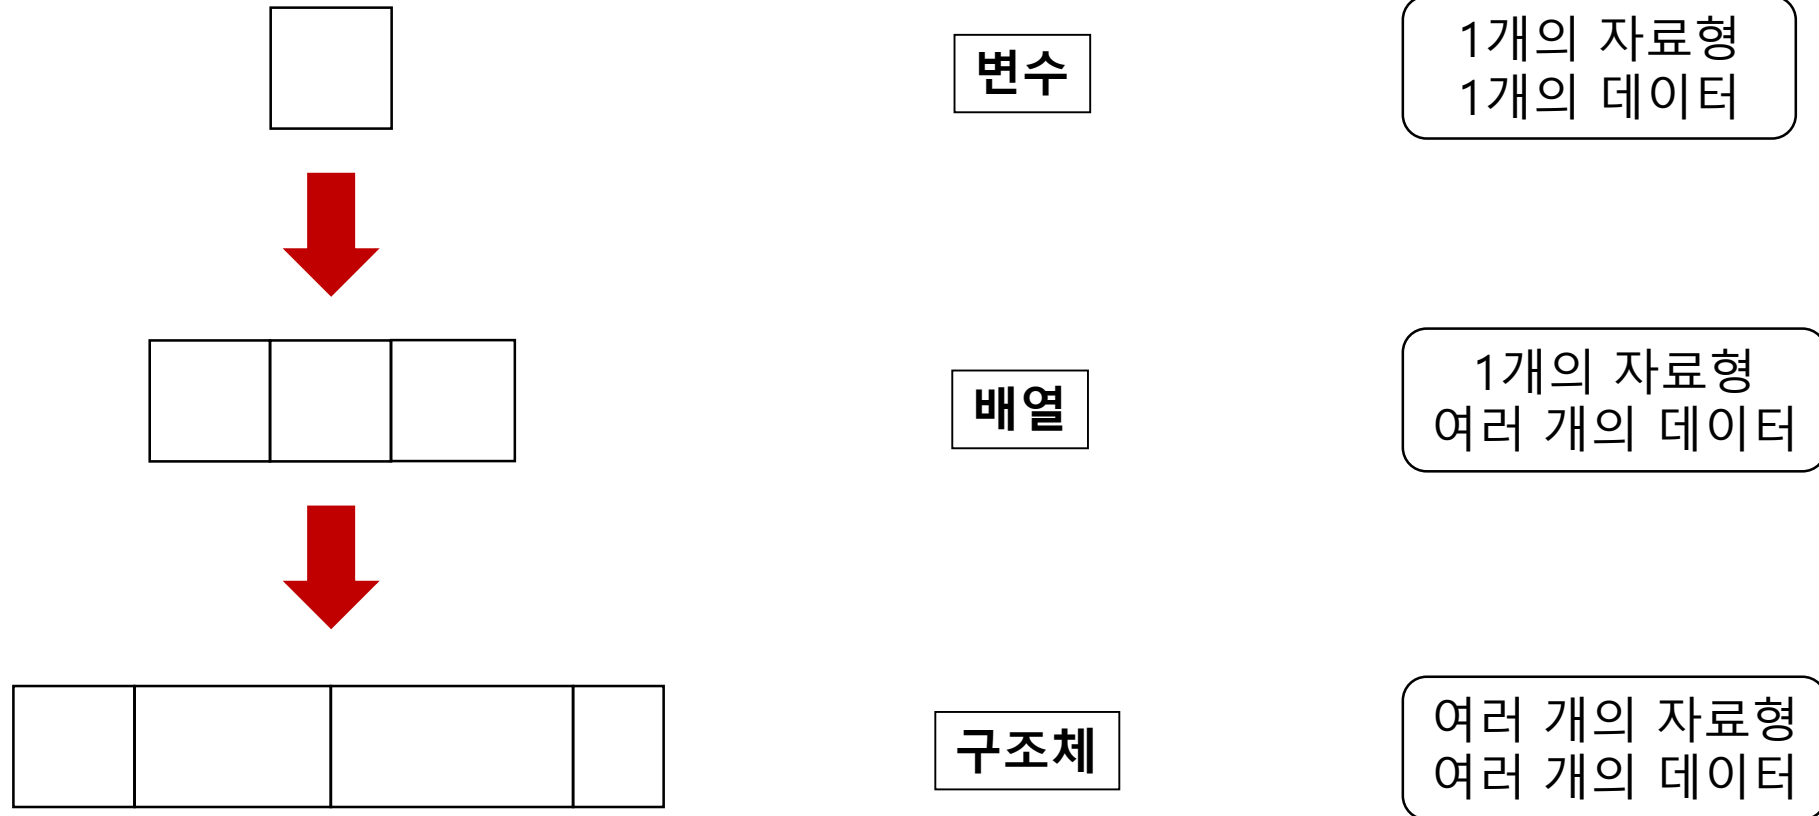 변수
1개의 자료형
1개의 데이터
배열
1개의 자료형
여러 개의 데이터
구조체
여러 개의 자료형
여러 개의 데이터